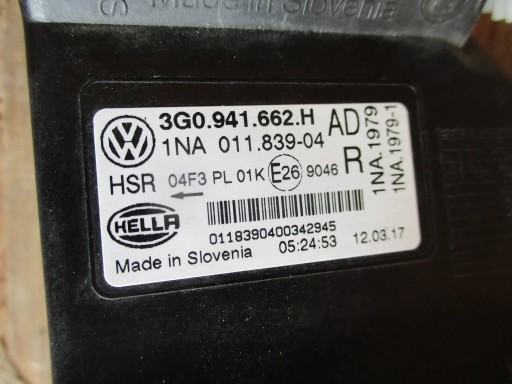 Made in Slovenia
3G0.941.662.H AD
1NA 011.839-04
R
1NA.1979
1NA.1979-1
HSR 04F3 PL 01K E26 9046
HELLA
0118390400342945
Made in Slovenia 05:24:53 12.03.17